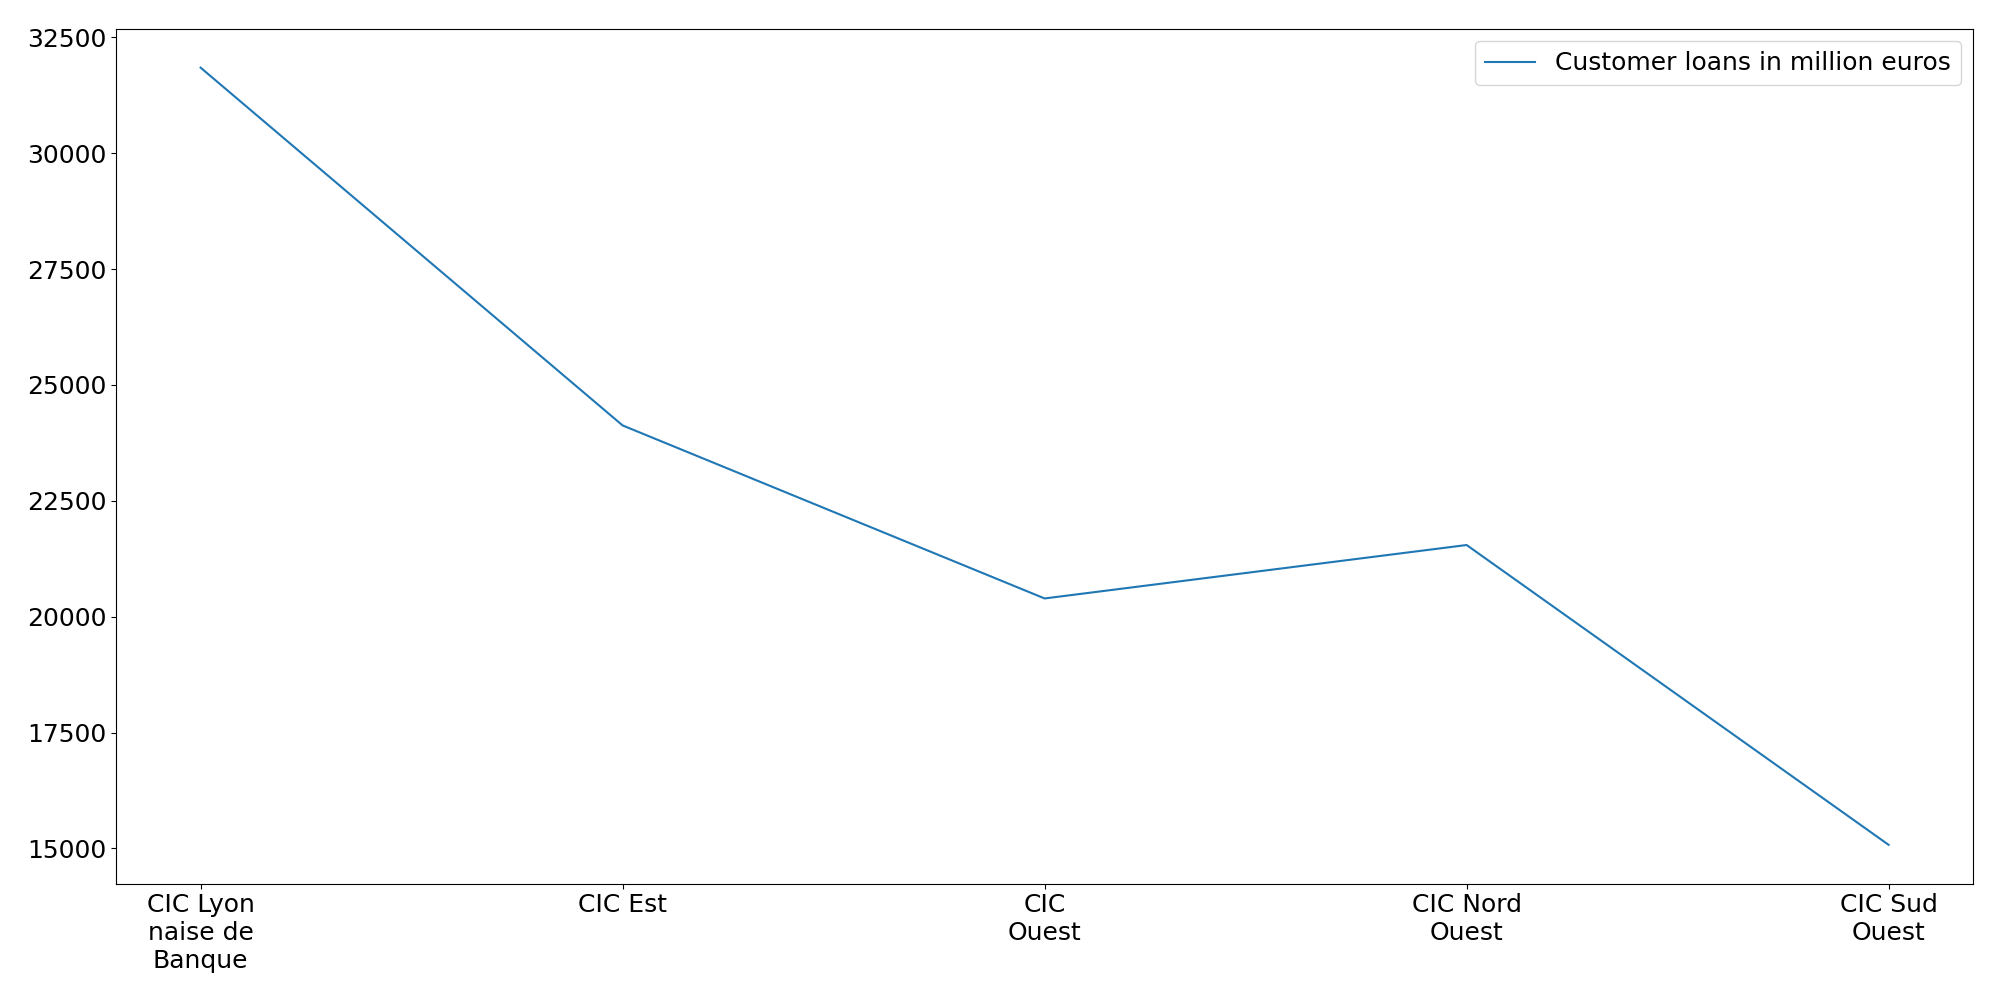 32500
30000
27500
25000
22500
20000
17500
15000
Customer loans in million euros
CIC Lyon
naise de
Banque
CIC Est
CIC
Ouest
CIC Nord
Ouest
CIC Sud
Ouest